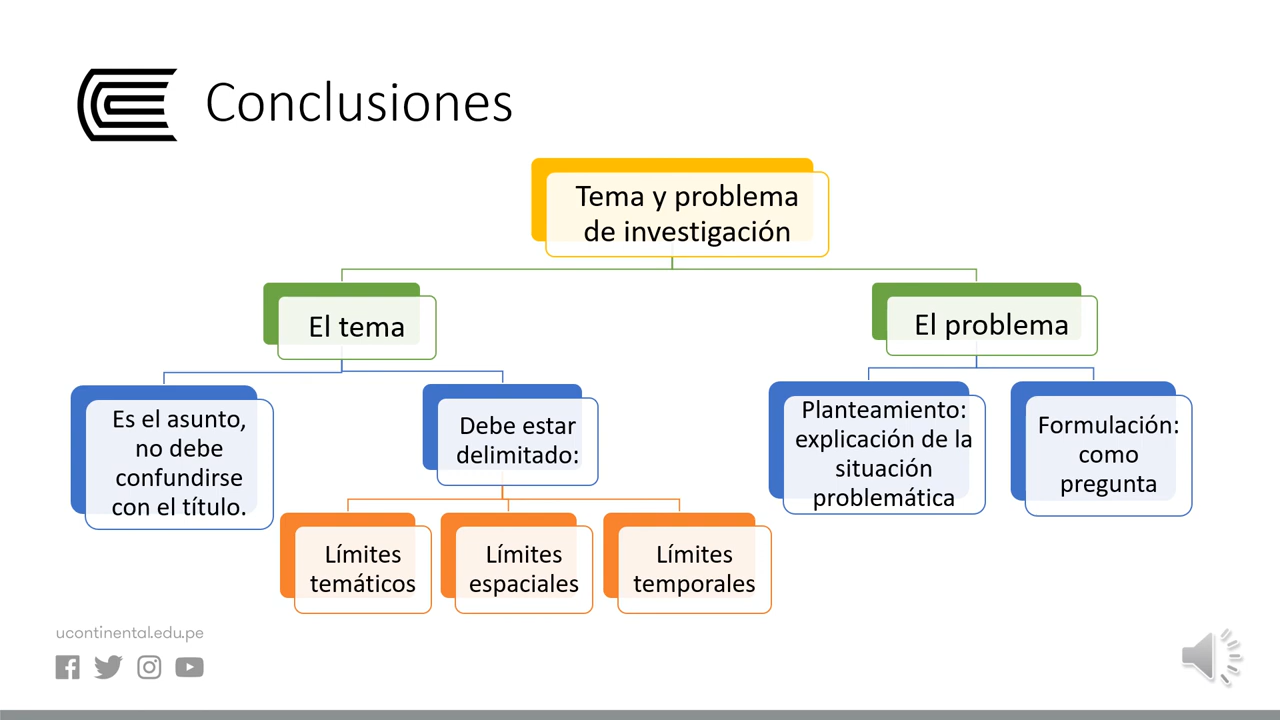 Conclusiones
Tema y problema
de investigación
El tema
El problema
Es el asunto,
no debe
confundirse
con el título.
Debe estar
delimitado:
Planteamiento:
explicación de la
situación
problemática
Formulación:
como
pregunta
Límites
temáticos
Límites
espaciales
Límites
temporales
ucontinental.edu.pe